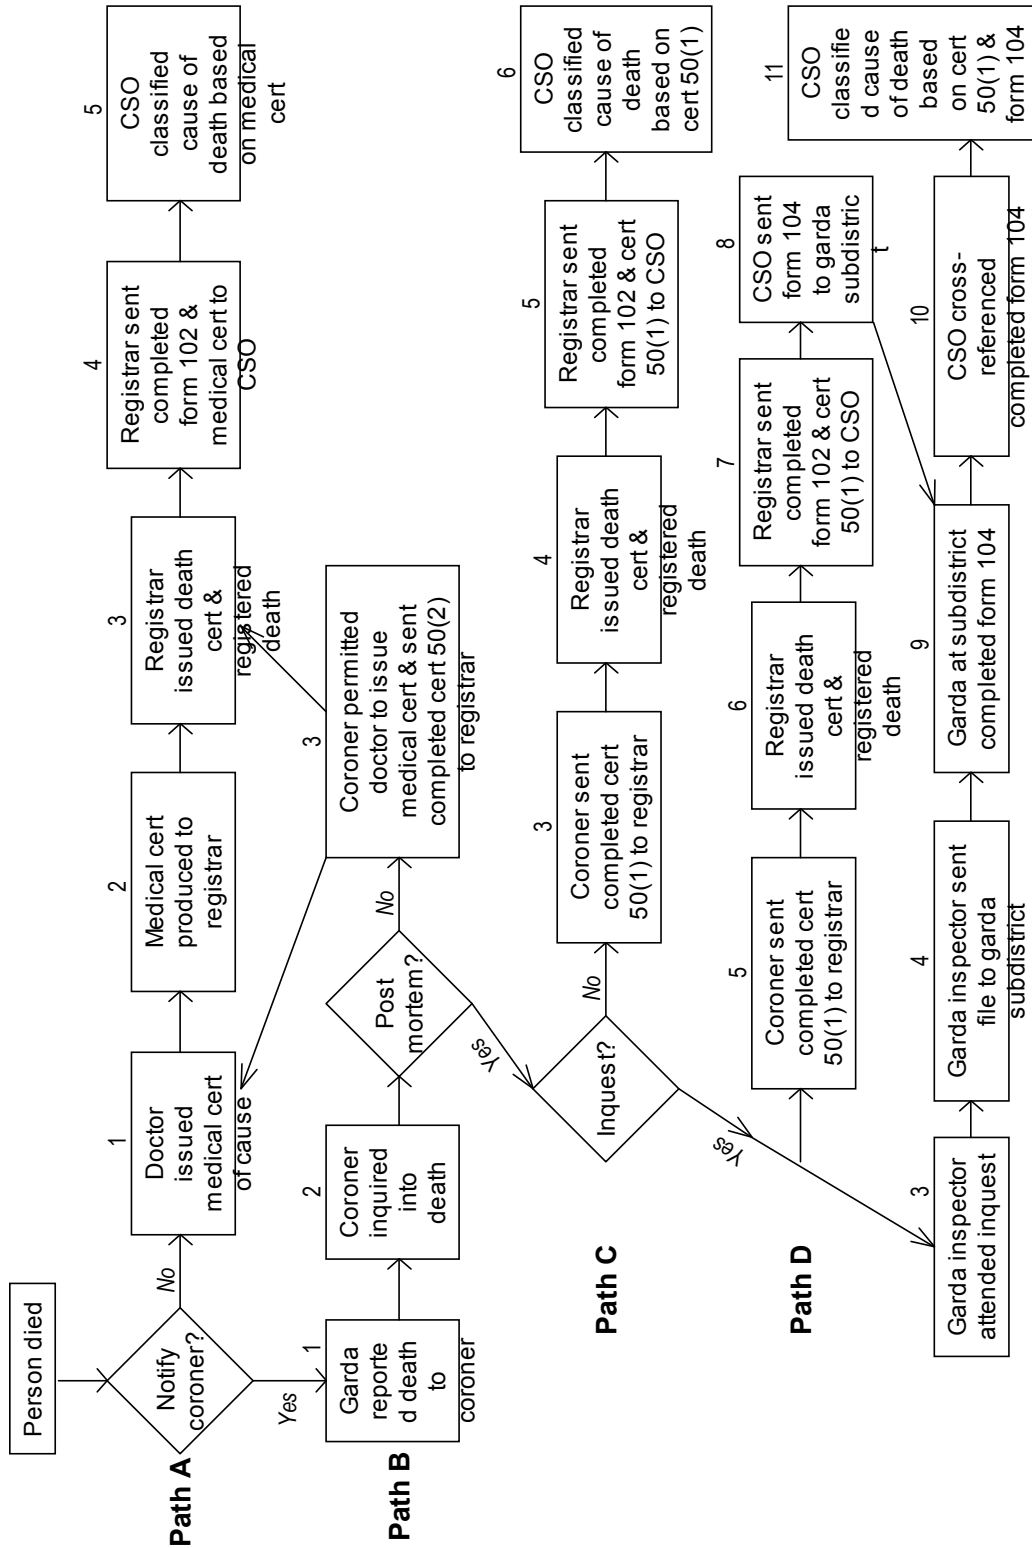 Person died
Notify
coroner?
No
Yes
Path A
1
Doctor
issued
medical cert
of cause
2
Medical cert
produced to
registrar
3
Registrar
issued death
cert &
registered
death
4
Registrar sent
completed
form 102 &
medical cert to
CSO
5
CSO
classified
cause of
death based
on medical
cert
Path B
1
Garda
reporte
d death
to
coroner
2
Coroner
inquired
into
death
Post
mortem?
No
Yes
3
Coroner permitted
doctor to issue
medical cert & sent
completed cert 50(2)
to registrar
Path C
Inquest?
No
Yes
3
Coroner sent
completed cert
50(1) to registrar
4
Registrar
issued death
cert &
registered
death
5
Registrar sent
completed
form 102 & cert
50(1) to CSO
6
CSO
classified
cause of
death
based on
cert 50(1)
Path D
5
Coroner sent
completed cert
50(1) to registrar
6
Registrar
issued death
cert &
registered
death
7
Registrar sent
completed
form 102 & cert
50(1) to CSO
8
CSO sent
form 104
to garda
subdistric
t
3
Garda inspector
attended inquest
4
Garda inspector sent
file to garda
subdistrict
9
Garda at subdistrict
completed form 104
10
CSO cross-
referenced
completed form 104
11
CSO
classifie
d cause
of death
based
on cert
50(1) &
form 104